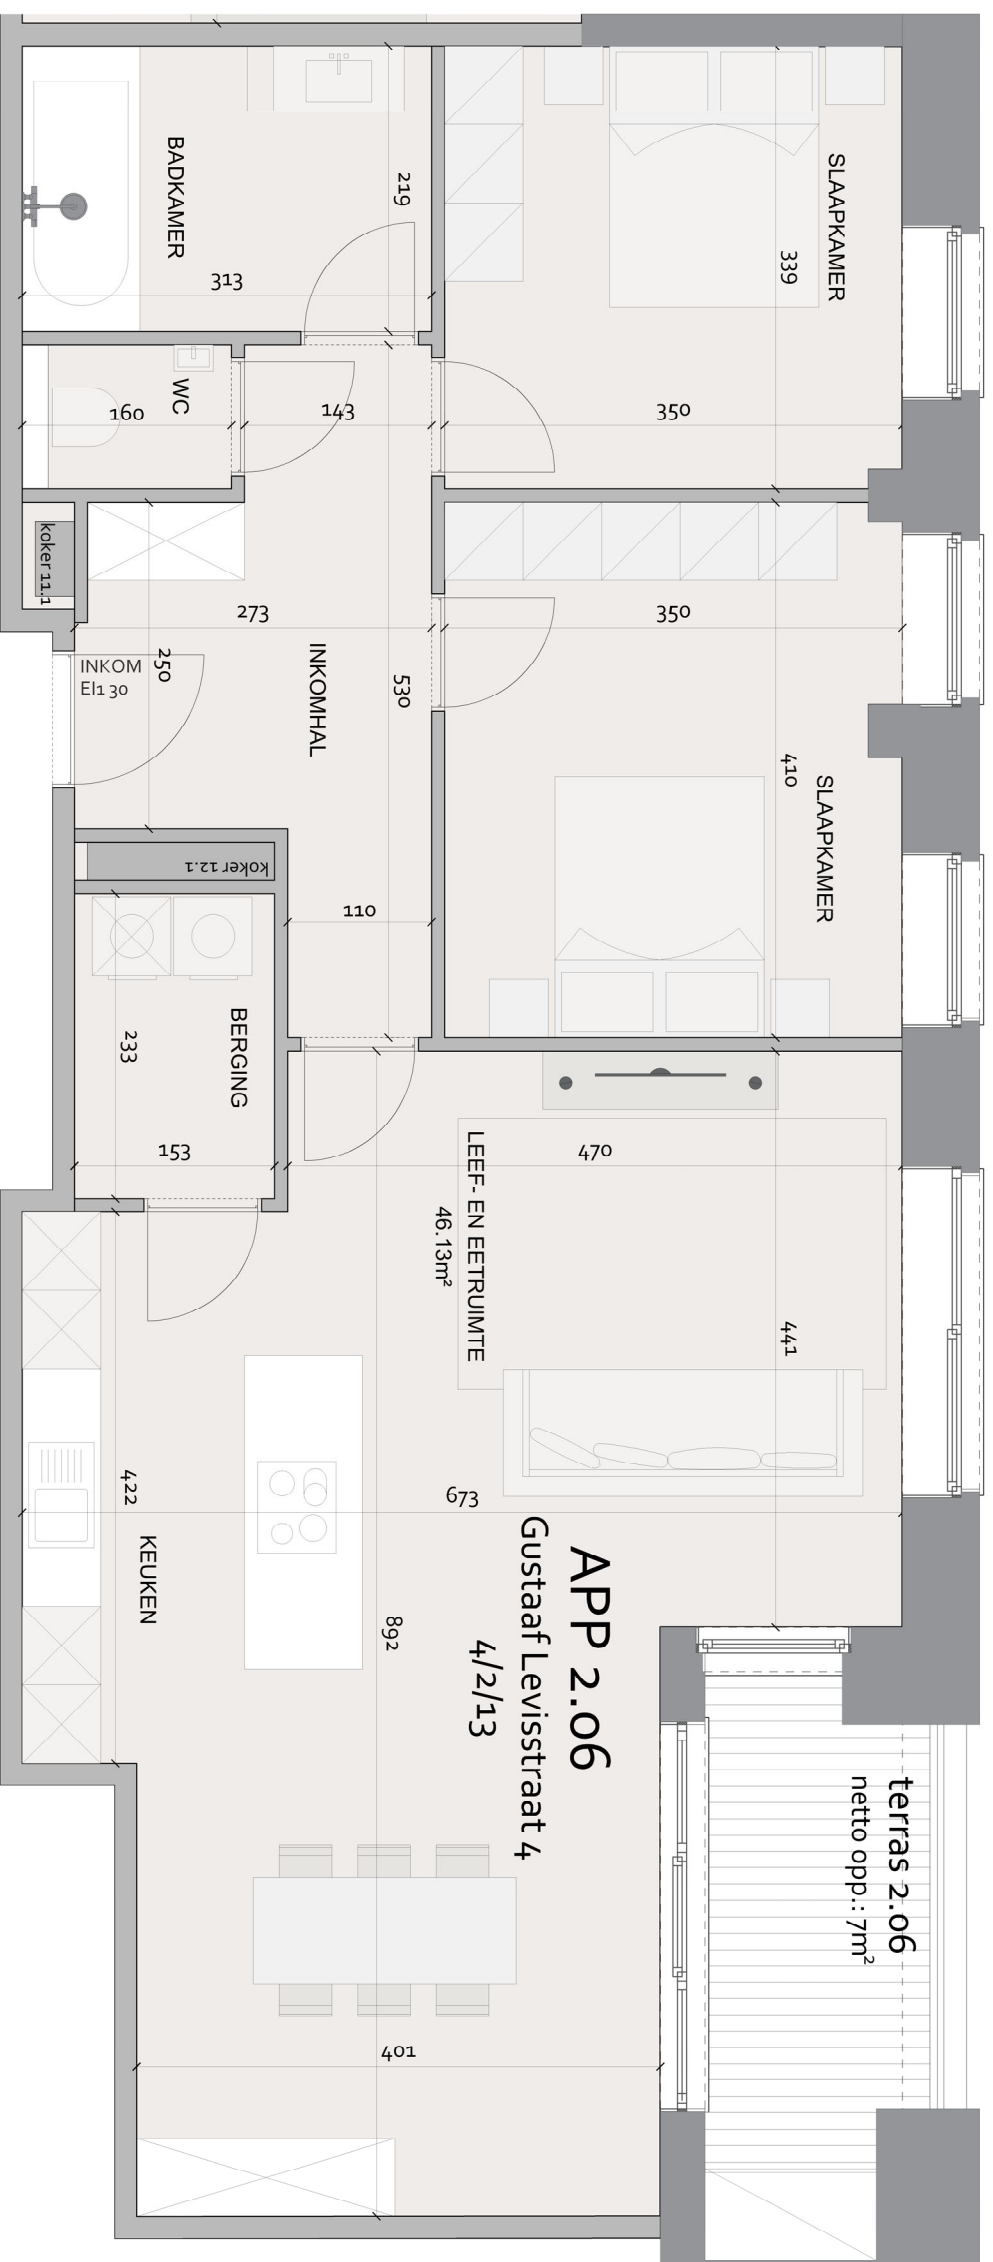 BADKAMER
219
313
SLAAPKAMER
339
WC
160
143
350
koker 11.1
273
350
INKOM
EI1 30
250
INKOMHAL
530
410
SLAAPKAMER
koker 12.1
110
233
BERGING
153
LEEF- EN EETRUIMTE
46.13m²
470
441
422
KEUKEN
673
892
APP 2.06
Gustaaf Levisstraat 4
4/2/13
terras 2.06
netto opp.: 7m²
401